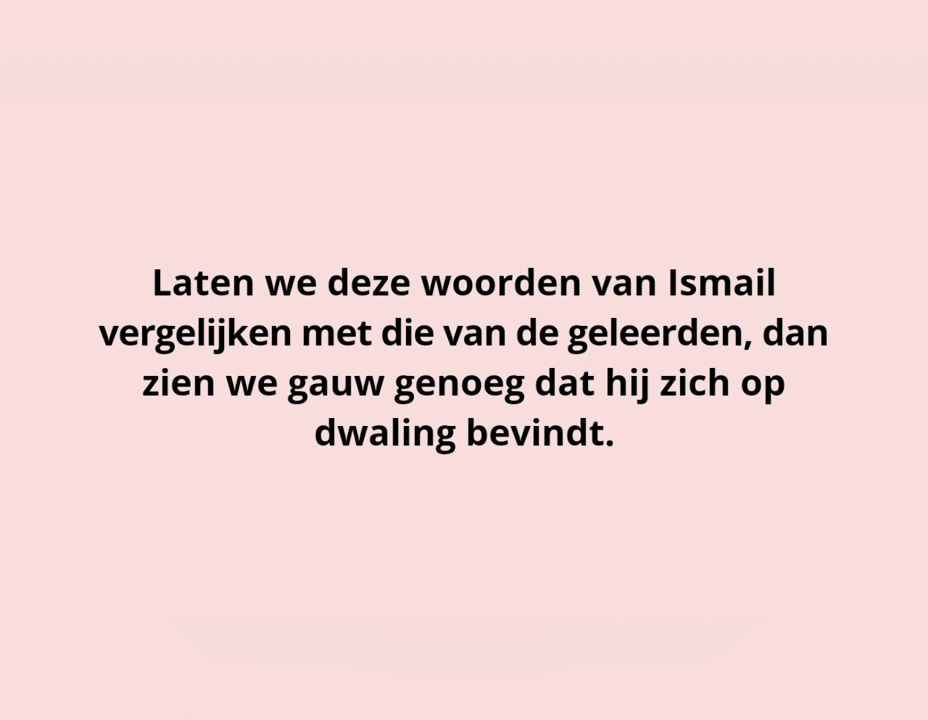 Laten we deze woorden van Ismail
vergelijken met die van de geleerden, dan
zien we gauw genoeg dat hij zich op
dwaling bevindt.